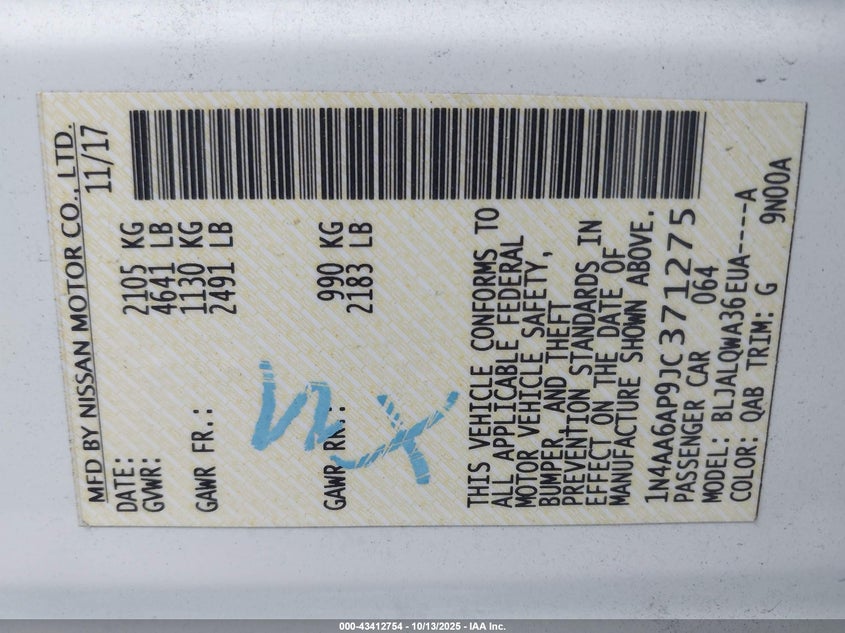 MFD BY NISSAN MOTOR CO., LTD.
DATE: 11/17
GVWR: 2105 KG
4641 LB
GAWR FR.: 1130 KG
2491 LB
GAWR RR.: 990 KG
2183 LB
THIS VEHICLE CONFORMS TO
ALL APPLICABLE FEDERAL
MOTOR VEHICLE SAFETY,
BUMPER, AND THEFT
PREVENTION STANDARDS IN
EFFECT ON THE DATE OF
MANUFACTURE SHOWN ABOVE.
1N4AA6AP9JC371275
PASSENGER CAR 064
MODEL: BLJALQWA36EUA-----A
COLOR: QAB TRIM: G 9N00A
000-43412754 - 10/13/2025 - IAA Inc.